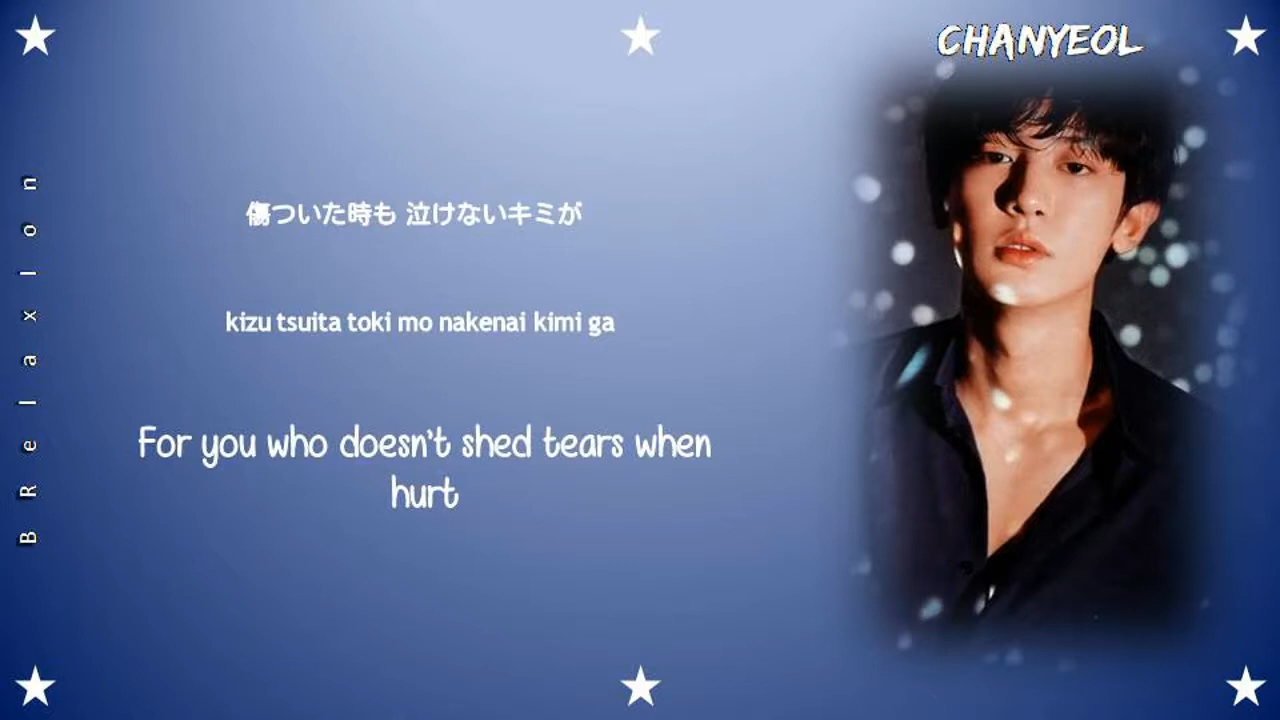 CHANYEOL
傷ついた時も 泣けないキミが
kizu tsuita toki mo nakenai kimi ga
For you who doesn't shed tears when
hurt
B R e l a x I o n